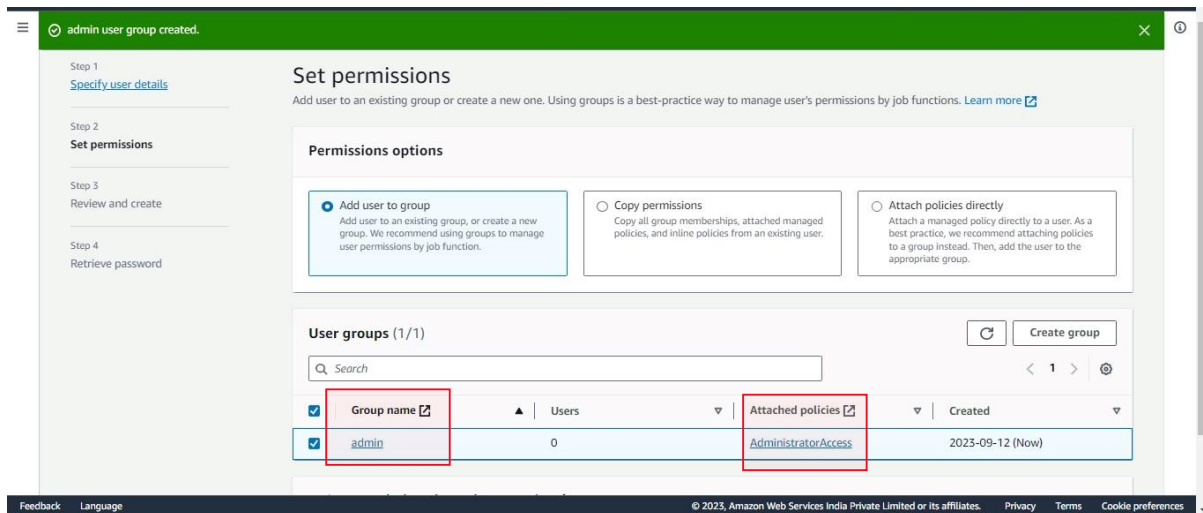 admin user group created.
Step 1
Specify user details
Step 2
Set permissions
Step 3
Review and create
Step 4
Retrieve password
Set permissions
Add user to an existing group or create a new one. Using groups is a best-practice way to manage user's permissions by job functions. Learn more
Permissions options
Add user to group
Add user to an existing group, or create a new
group. We recommend using groups to manage
user permissions by job function.
Copy permissions
Copy all group memberships, attached managed
policies, and inline policies from an existing user.
Attach policies directly
Attach a managed policy directly to a user. As a
best practice, we recommend attaching policies
to a group instead. Then, add the user to the
appropriate group.
User groups (1/1)
Create group
Search
1
Group name Users Attached policies Created
admin 0 AdministratorAccess 2023-09-12 (Now)
Feedback Language © 2023, Amazon Web Services India Private Limited or its affiliates. Privacy Terms Cookie preferences